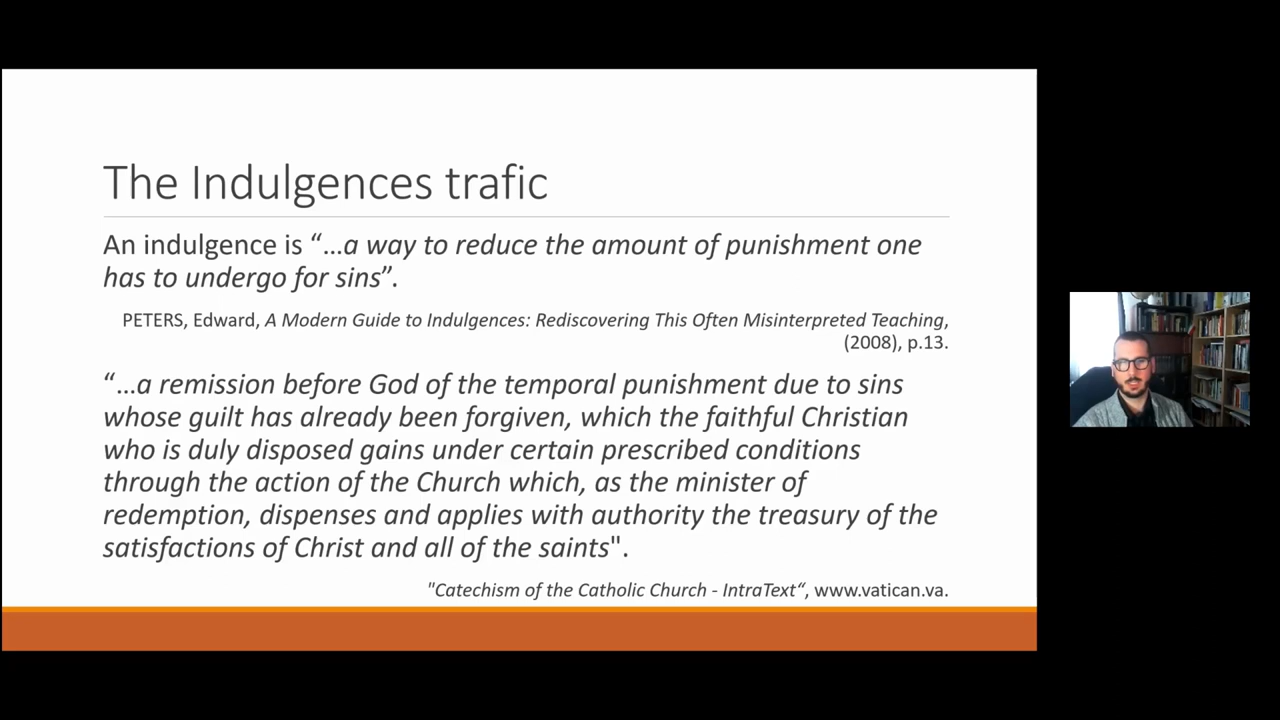 The Indulgences trafic
An indulgence is “…a way to reduce the amount of punishment one
has to undergo for sins”.
PETERS, Edward, A Modern Guide to Indulgences: Rediscovering This Often Misinterpreted Teaching,
(2008), p.13.
“…a remission before God of the temporal punishment due to sins
whose guilt has already been forgiven, which the faithful Christian
who is duly disposed gains under certain prescribed conditions
through the action of the Church which, as the minister of
redemption, dispenses and applies with authority the treasury of the
satisfactions of Christ and all of the saints".
"Catechism of the Catholic Church - IntraText“, www.vatican.va.